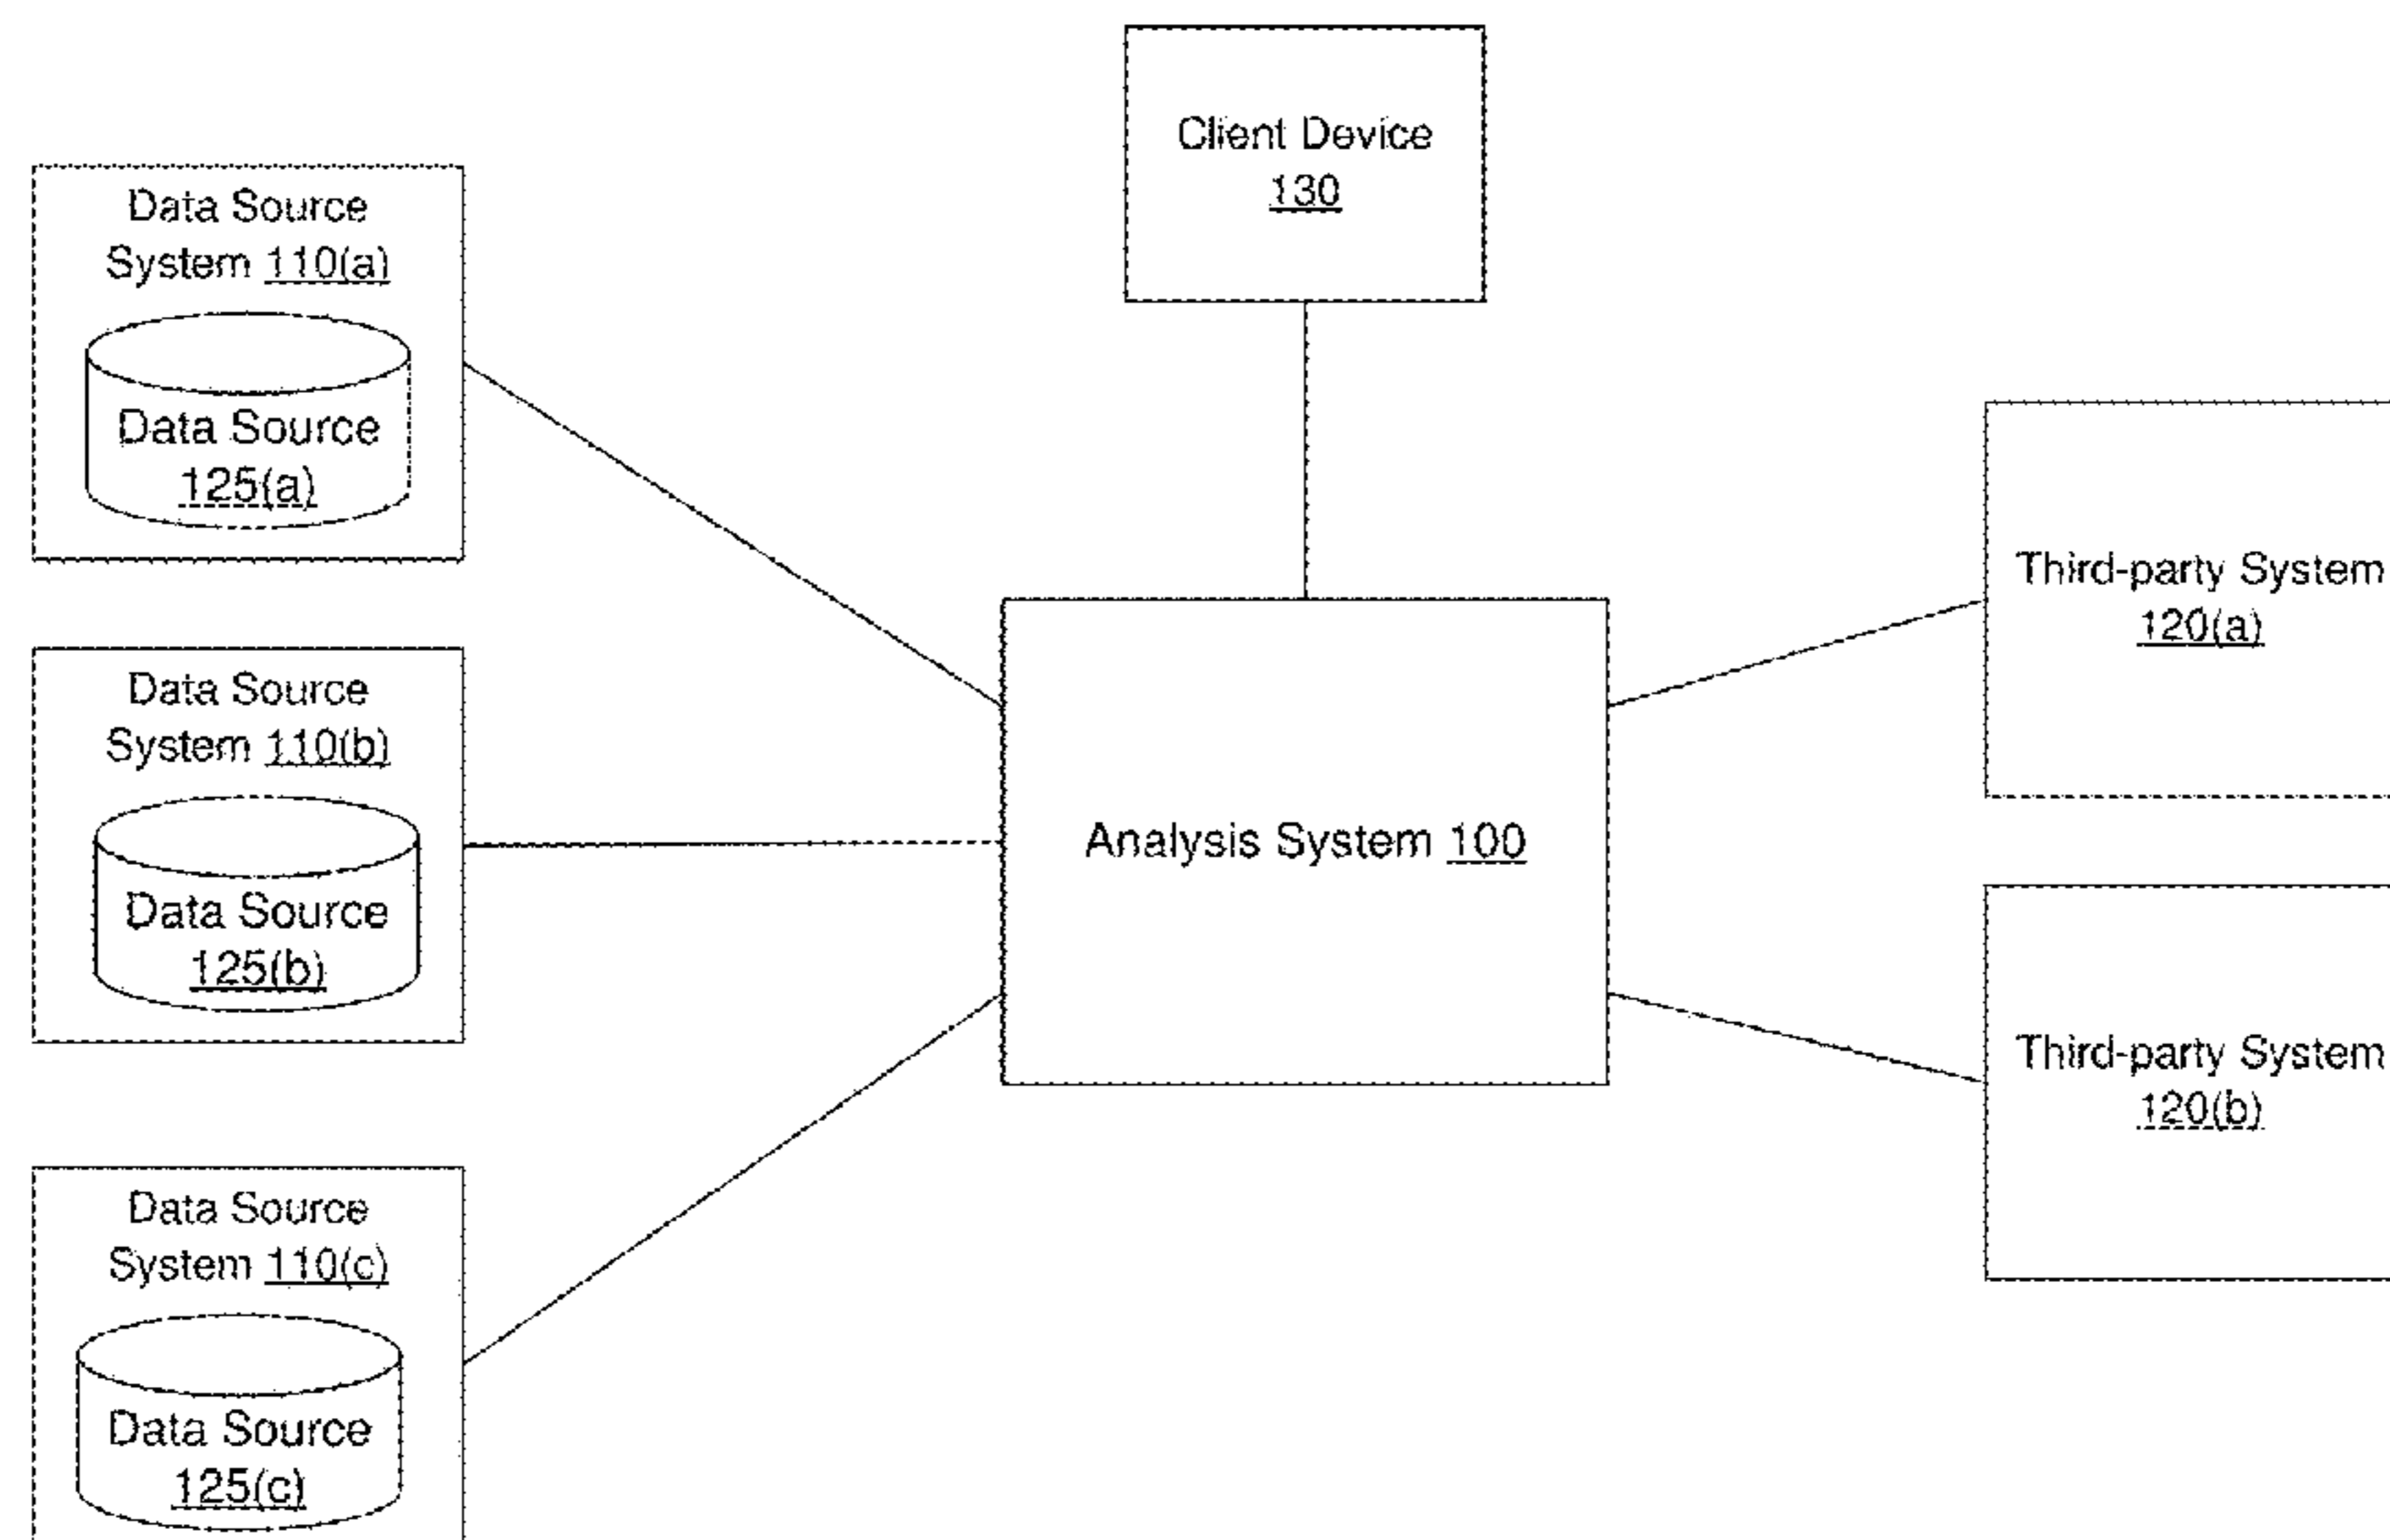 Client Device
130
Data Source
System 110(a)
Data Source
125(a)
Third-party System
120(a)
Data Source
System 110(b)
Analysis System 100
Data Source
125(b)
Third-party System
120(b)
Data Source
System 110(c)
Data Source
125(c)